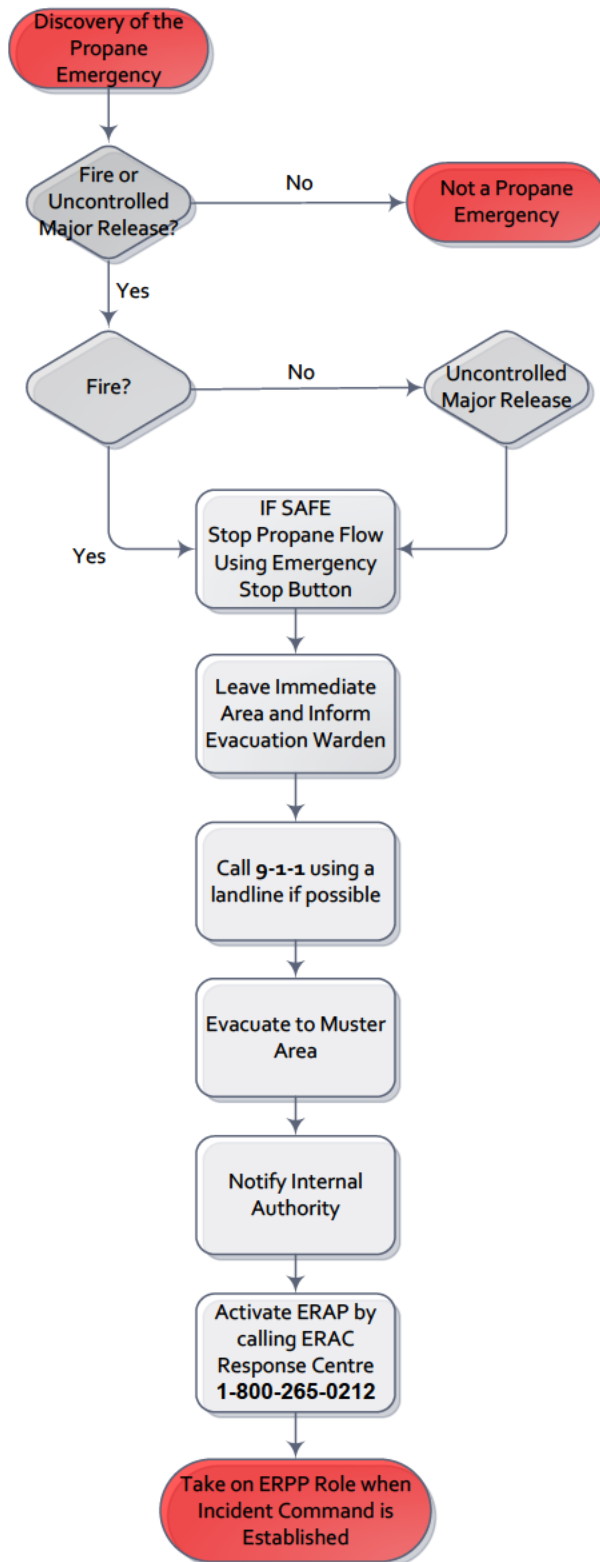 Discovery of the
Propane
Emergency
Fire or
Uncontrolled
Major Release?
No
Not a Propane
Emergency
Yes
Fire?
No
Uncontrolled
Major Release
Yes
IF SAFE
Stop Propane Flow
Using Emergency
Stop Button
Leave Immediate
Area and Inform
Evacuation Warden
Call 9-1-1 using a
landline if possible
Evacuate to Muster
Area
Notify Internal
Authority
Activate ERAP by
calling ERAC
Response Centre
1-800-265-0212
Take on ERPP Role when
Incident Command is
Established